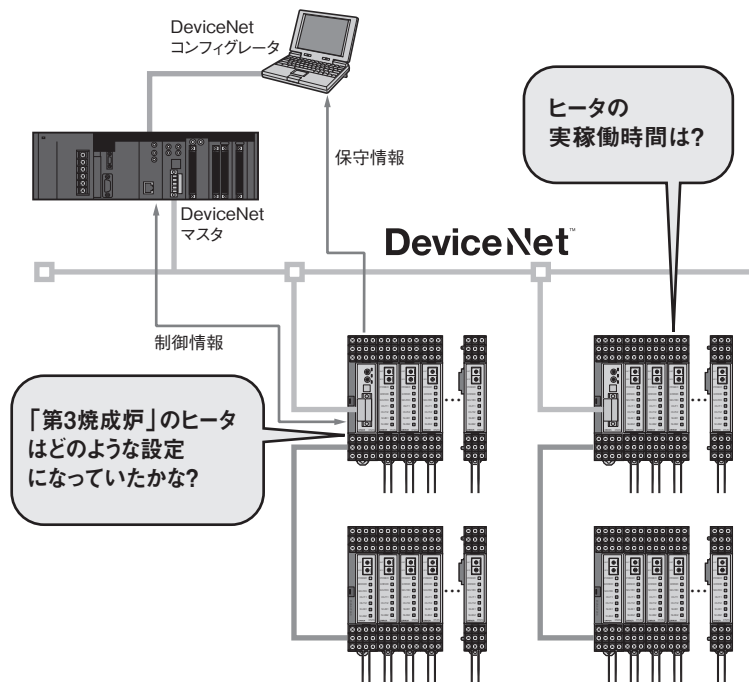 DeviceNet
コンフィグレータ
ヒータの
実稼働時間は?
保守情報
DeviceNet
マスタ
DeviceNet™
制御情報
「第3焼成炉」のヒータ
はどのような設定
になっていたかな?